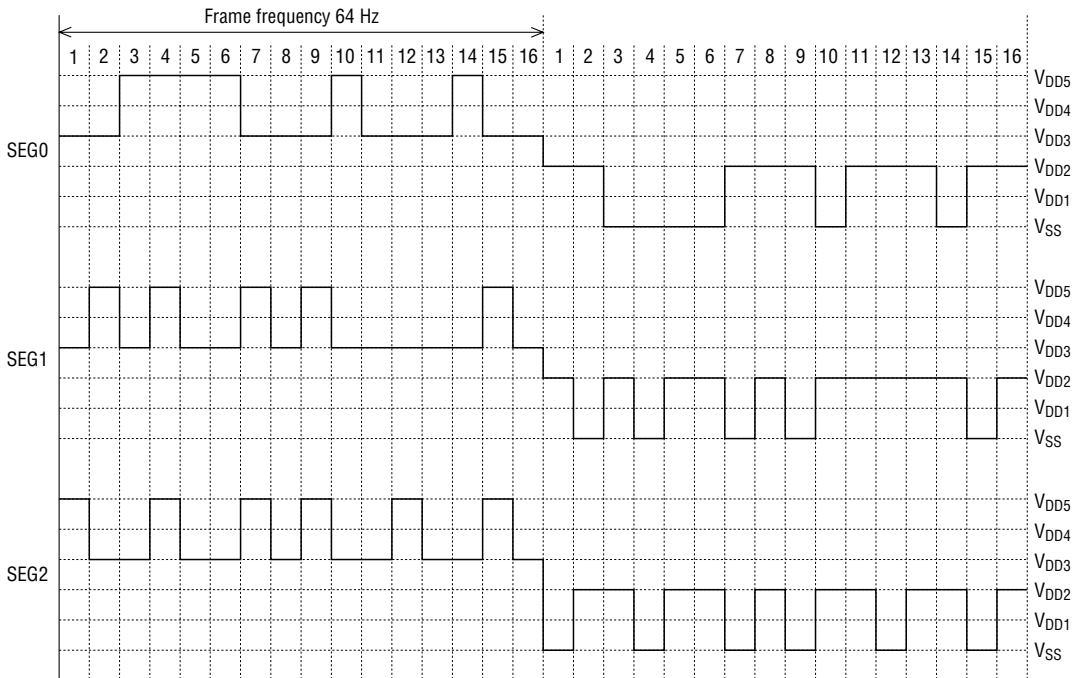 Frame frequency 64 Hz
1 2 3 4 5 6 7 8 9 10 11 12 13 14 15 16 1 2 3 4 5 6 7 8 9 10 11 12 13 14 15 16
SEG0
VDD5
VDD4
VDD3
VDD2
VDD1
VSS
SEG1
VDD5
VDD4
VDD3
VDD2
VDD1
VSS
SEG2
VDD5
VDD4
VDD3
VDD2
VDD1
VSS